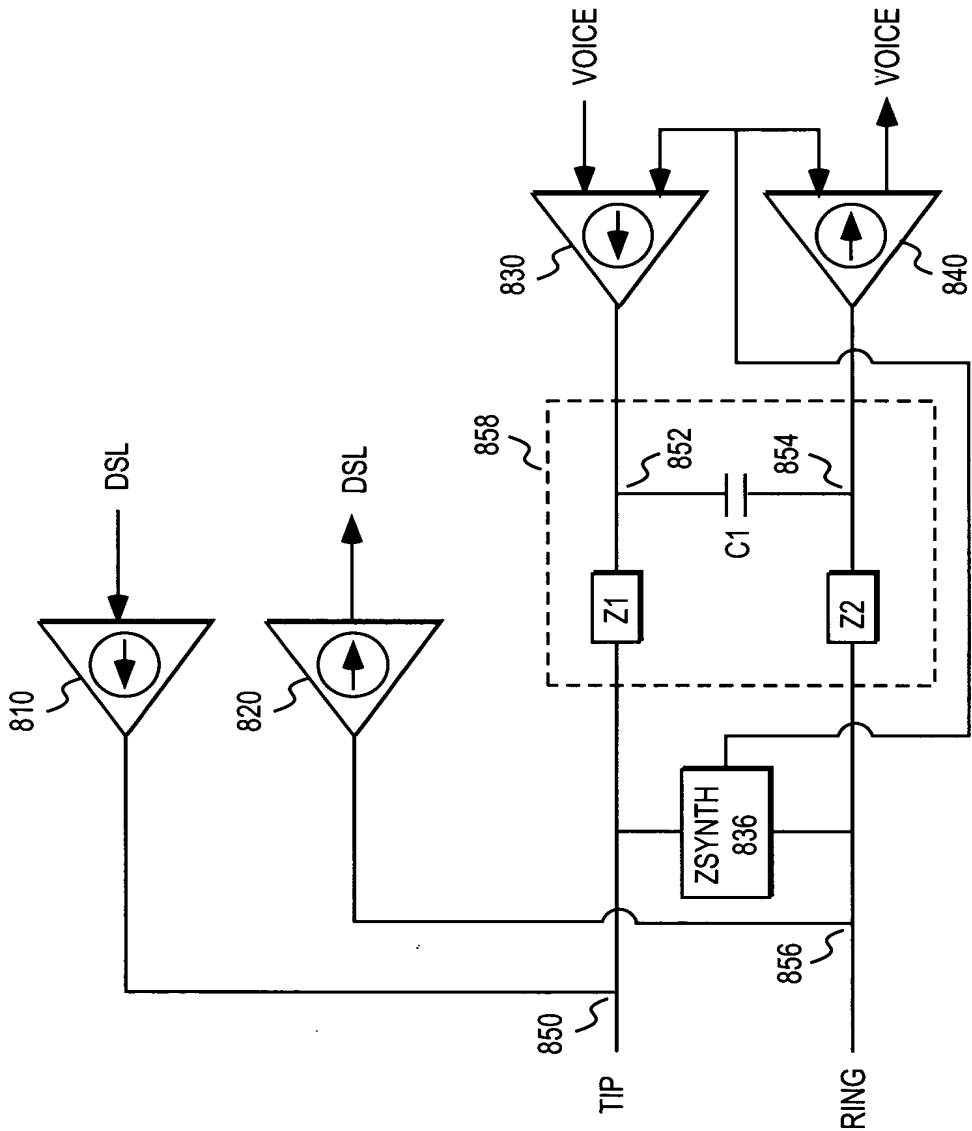 DSL
810
820
DSL
858
830
VOICE
850
TIP
Z1
852
ZSYNTH
836
C1
854
856
RING
Z2
VOICE
840